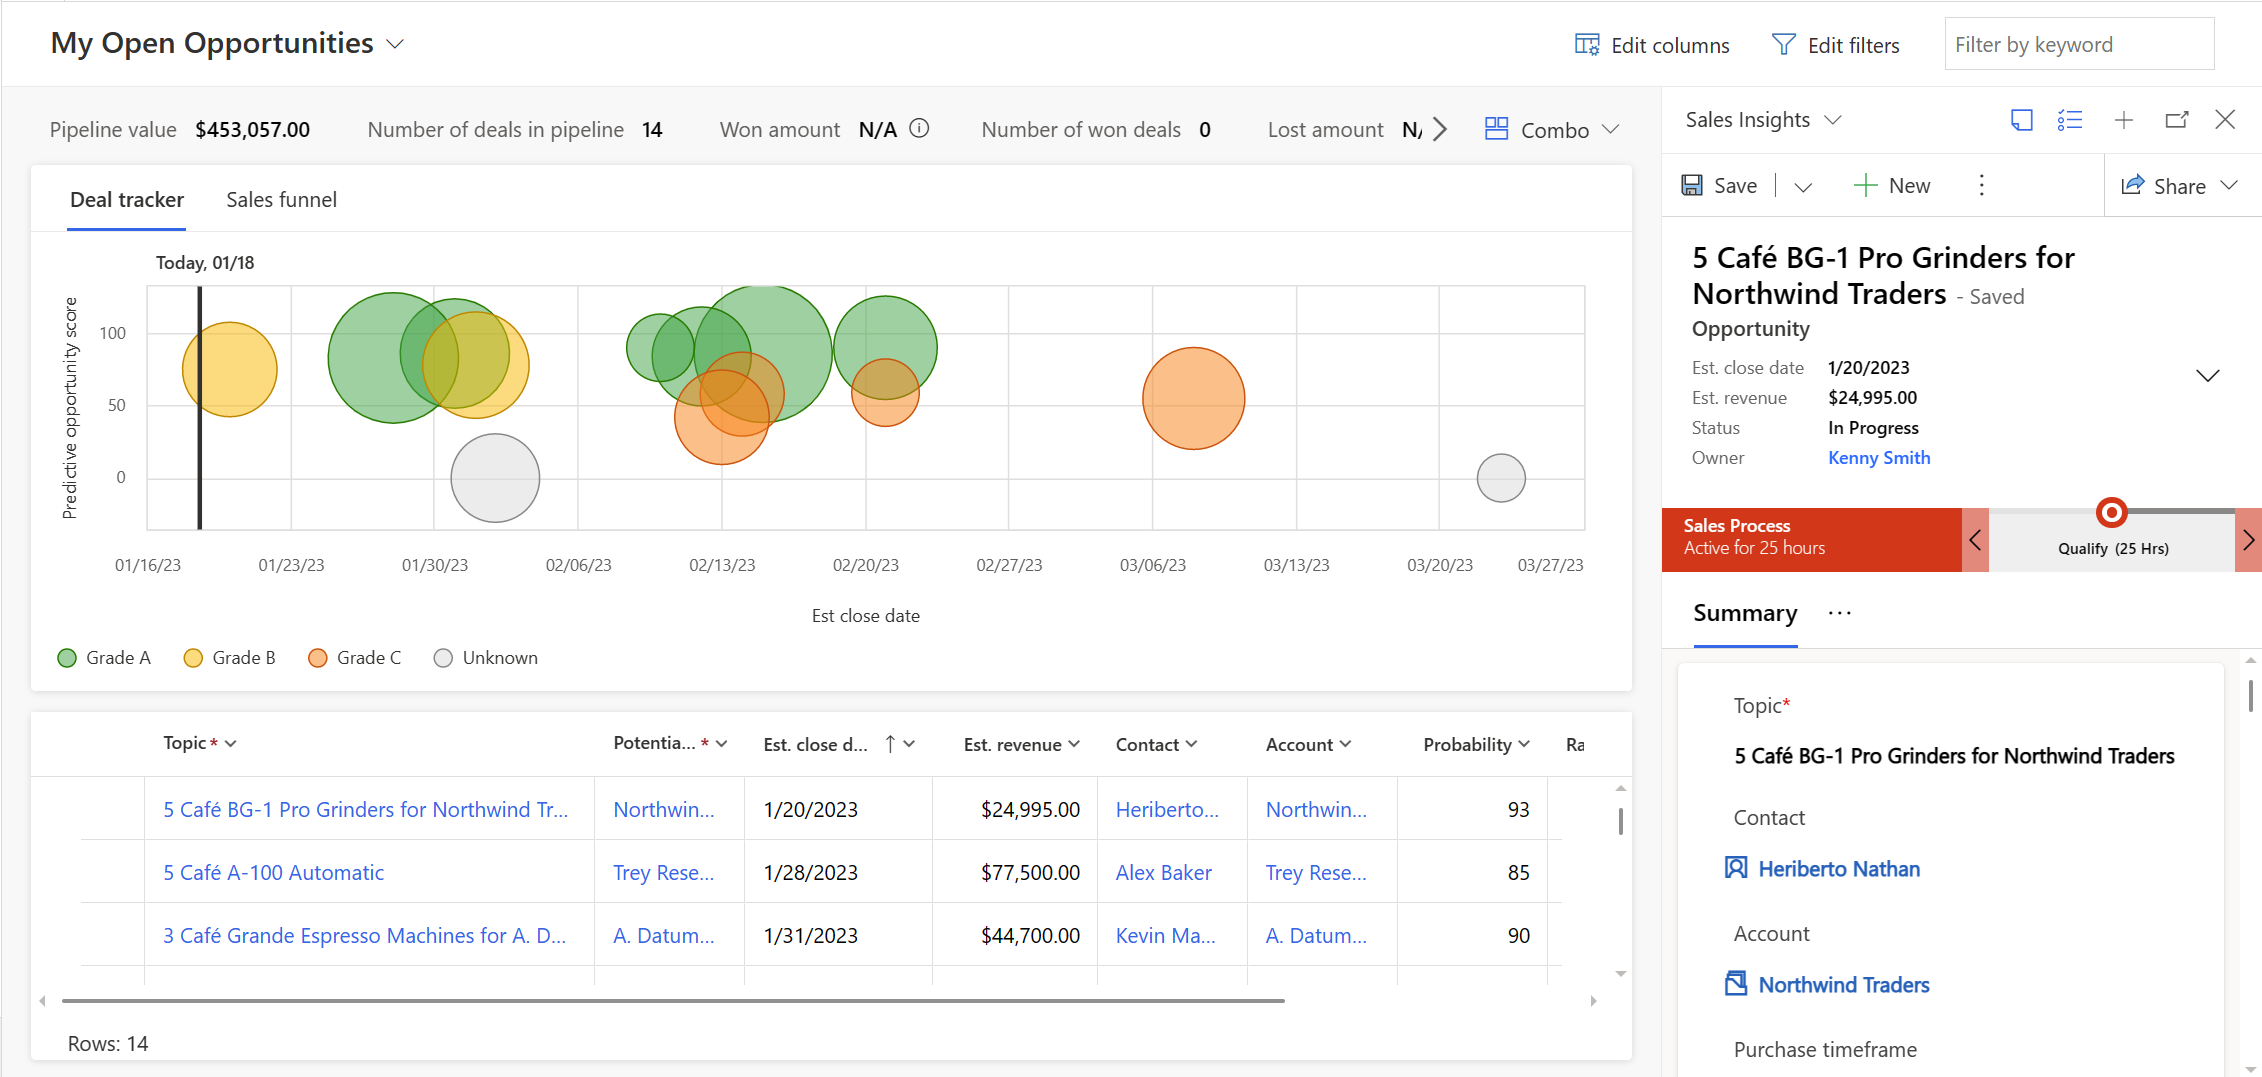 My Open Opportunities
Edit columns
Edit filters
Filter by keyword
Pipeline value $453,057.00
Number of deals in pipeline 14
Won amount N/A
Number of won deals 0
Lost amount N/
Combo
Deal tracker
Sales funnel
Today, 01/18
Predictive opportunity score
100
50
0
01/16/23 01/23/23 01/30/23 02/06/23 02/13/23 02/20/23 02/27/23 03/06/23 03/13/23 03/20/23 03/27/23
Est close date
Grade A Grade B Grade C Unknown
Topic* Potentia... * Est. close d... ↑ Est. revenue Contact Account Probability Ra
5 Café BG-1 Pro Grinders for Northwind Tr... Northwin... 1/20/2023 $24,995.00 Heriberto... Northwin... 93
5 Café A-100 Automatic Trey Rese... 1/28/2023 $77,500.00 Alex Baker Trey Rese... 85
3 Café Grande Espresso Machines for A. D... A. Datum... 1/31/2023 $44,700.00 Kevin Ma... A. Datum... 90
Rows: 14
Sales Insights
Save
New
Share
5 Café BG-1 Pro Grinders for
Northwind Traders - Saved
Opportunity
Est. close date 1/20/2023
Est. revenue $24,995.00
Status In Progress
Owner Kenny Smith
Sales Process
Active for 25 hours
Qualify (25 Hrs)
Summary ...
Topic*
5 Café BG-1 Pro Grinders for Northwind Traders
Contact
Heriberto Nathan
Account
Northwind Traders
Purchase timeframe